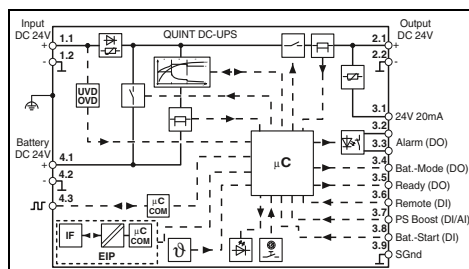 Input
DC 24V
QUINT DC-UPS
Output
DC 24V
1.1
+
2.1
+
1.2
-
2.2
-
UVD
OVD
3.1
24V 20mA
3.2
Alarm (DO)
3.3
Battery
DC 24V
µC
3.4
Bat.-Mode (DO)
4.1
+
3.5
Ready (DO)
4.2
-
3.6
Remote (DI)
4.3
µC
COM
3.7
PS Boost (DI/AI)
IF
µC
COM
ϑ
3.8
Bat.-Start (DI)
EIP
3.9
SGnd